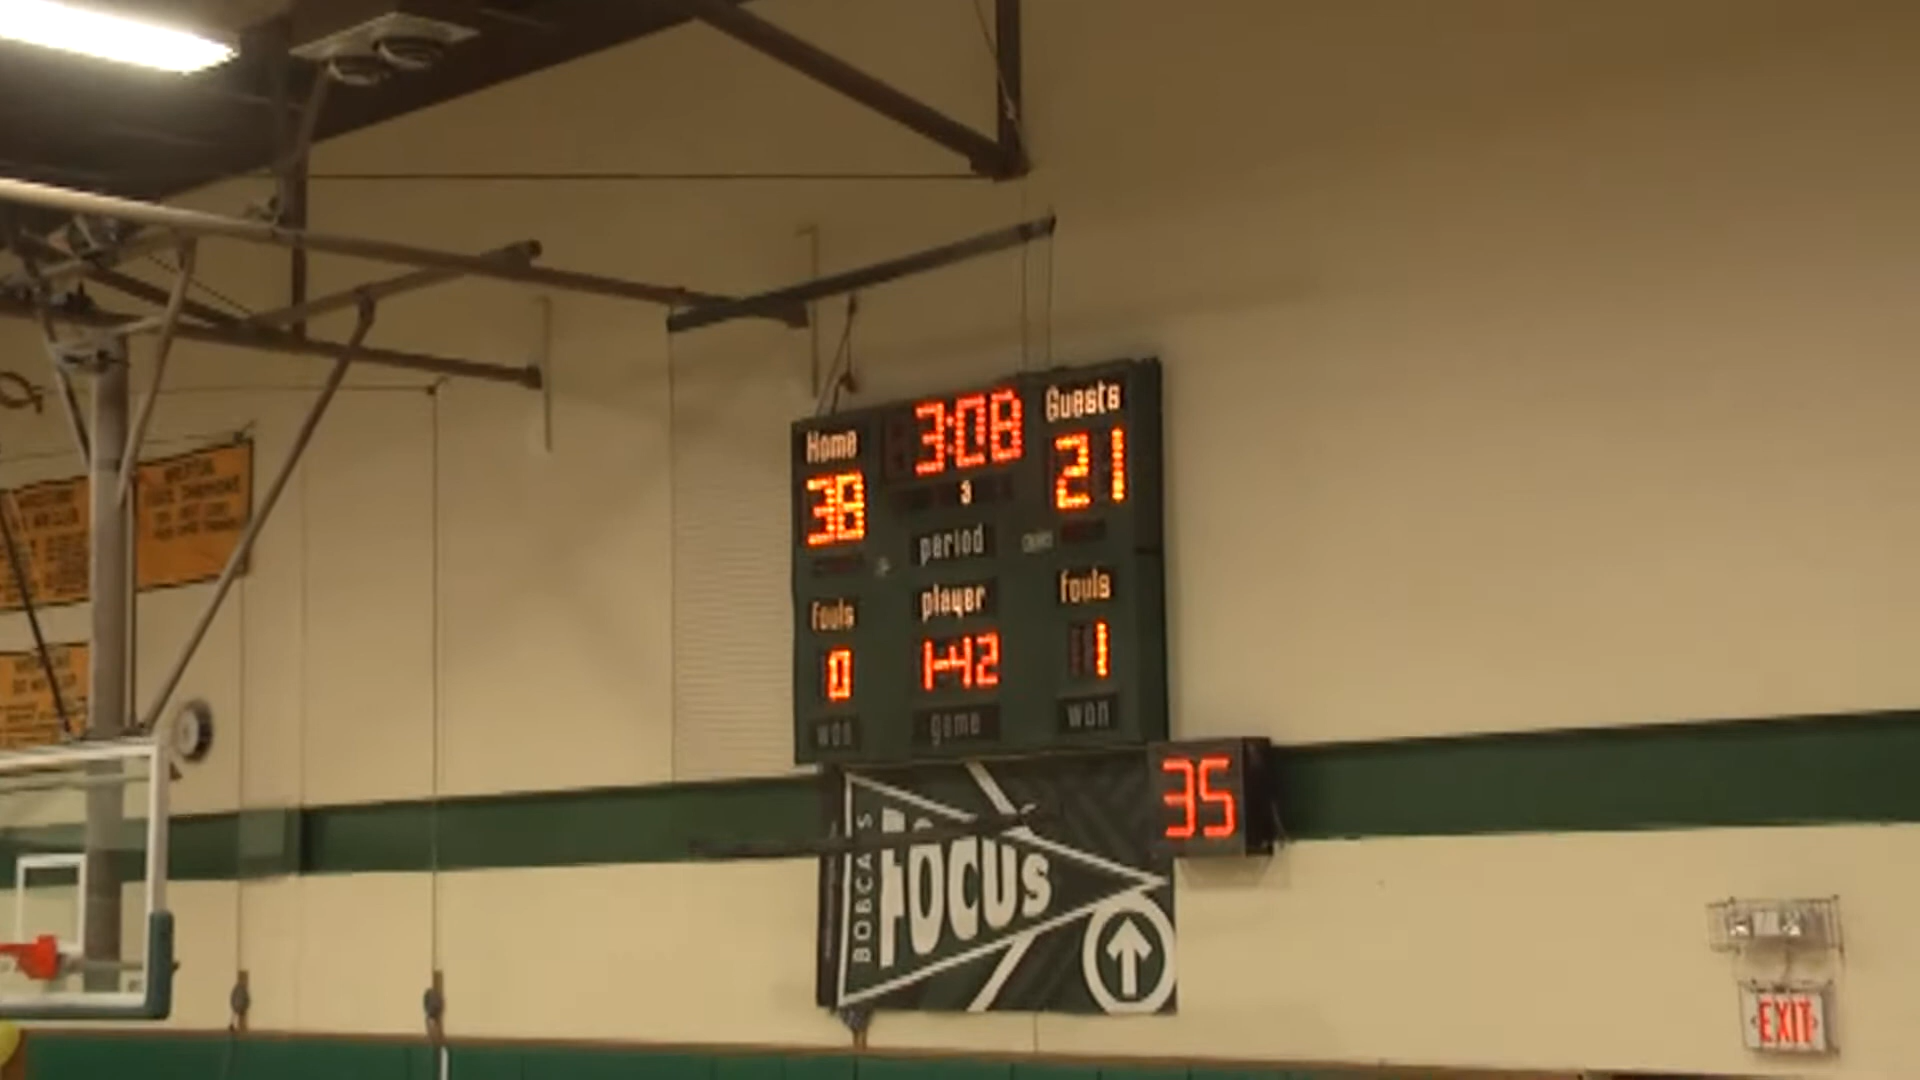 Home
3:08
Guests
38
3
21
period
fouls
player
fouls
0
1-42
1
won
game
won
35
BOBCATS
FOCUS
EXIT